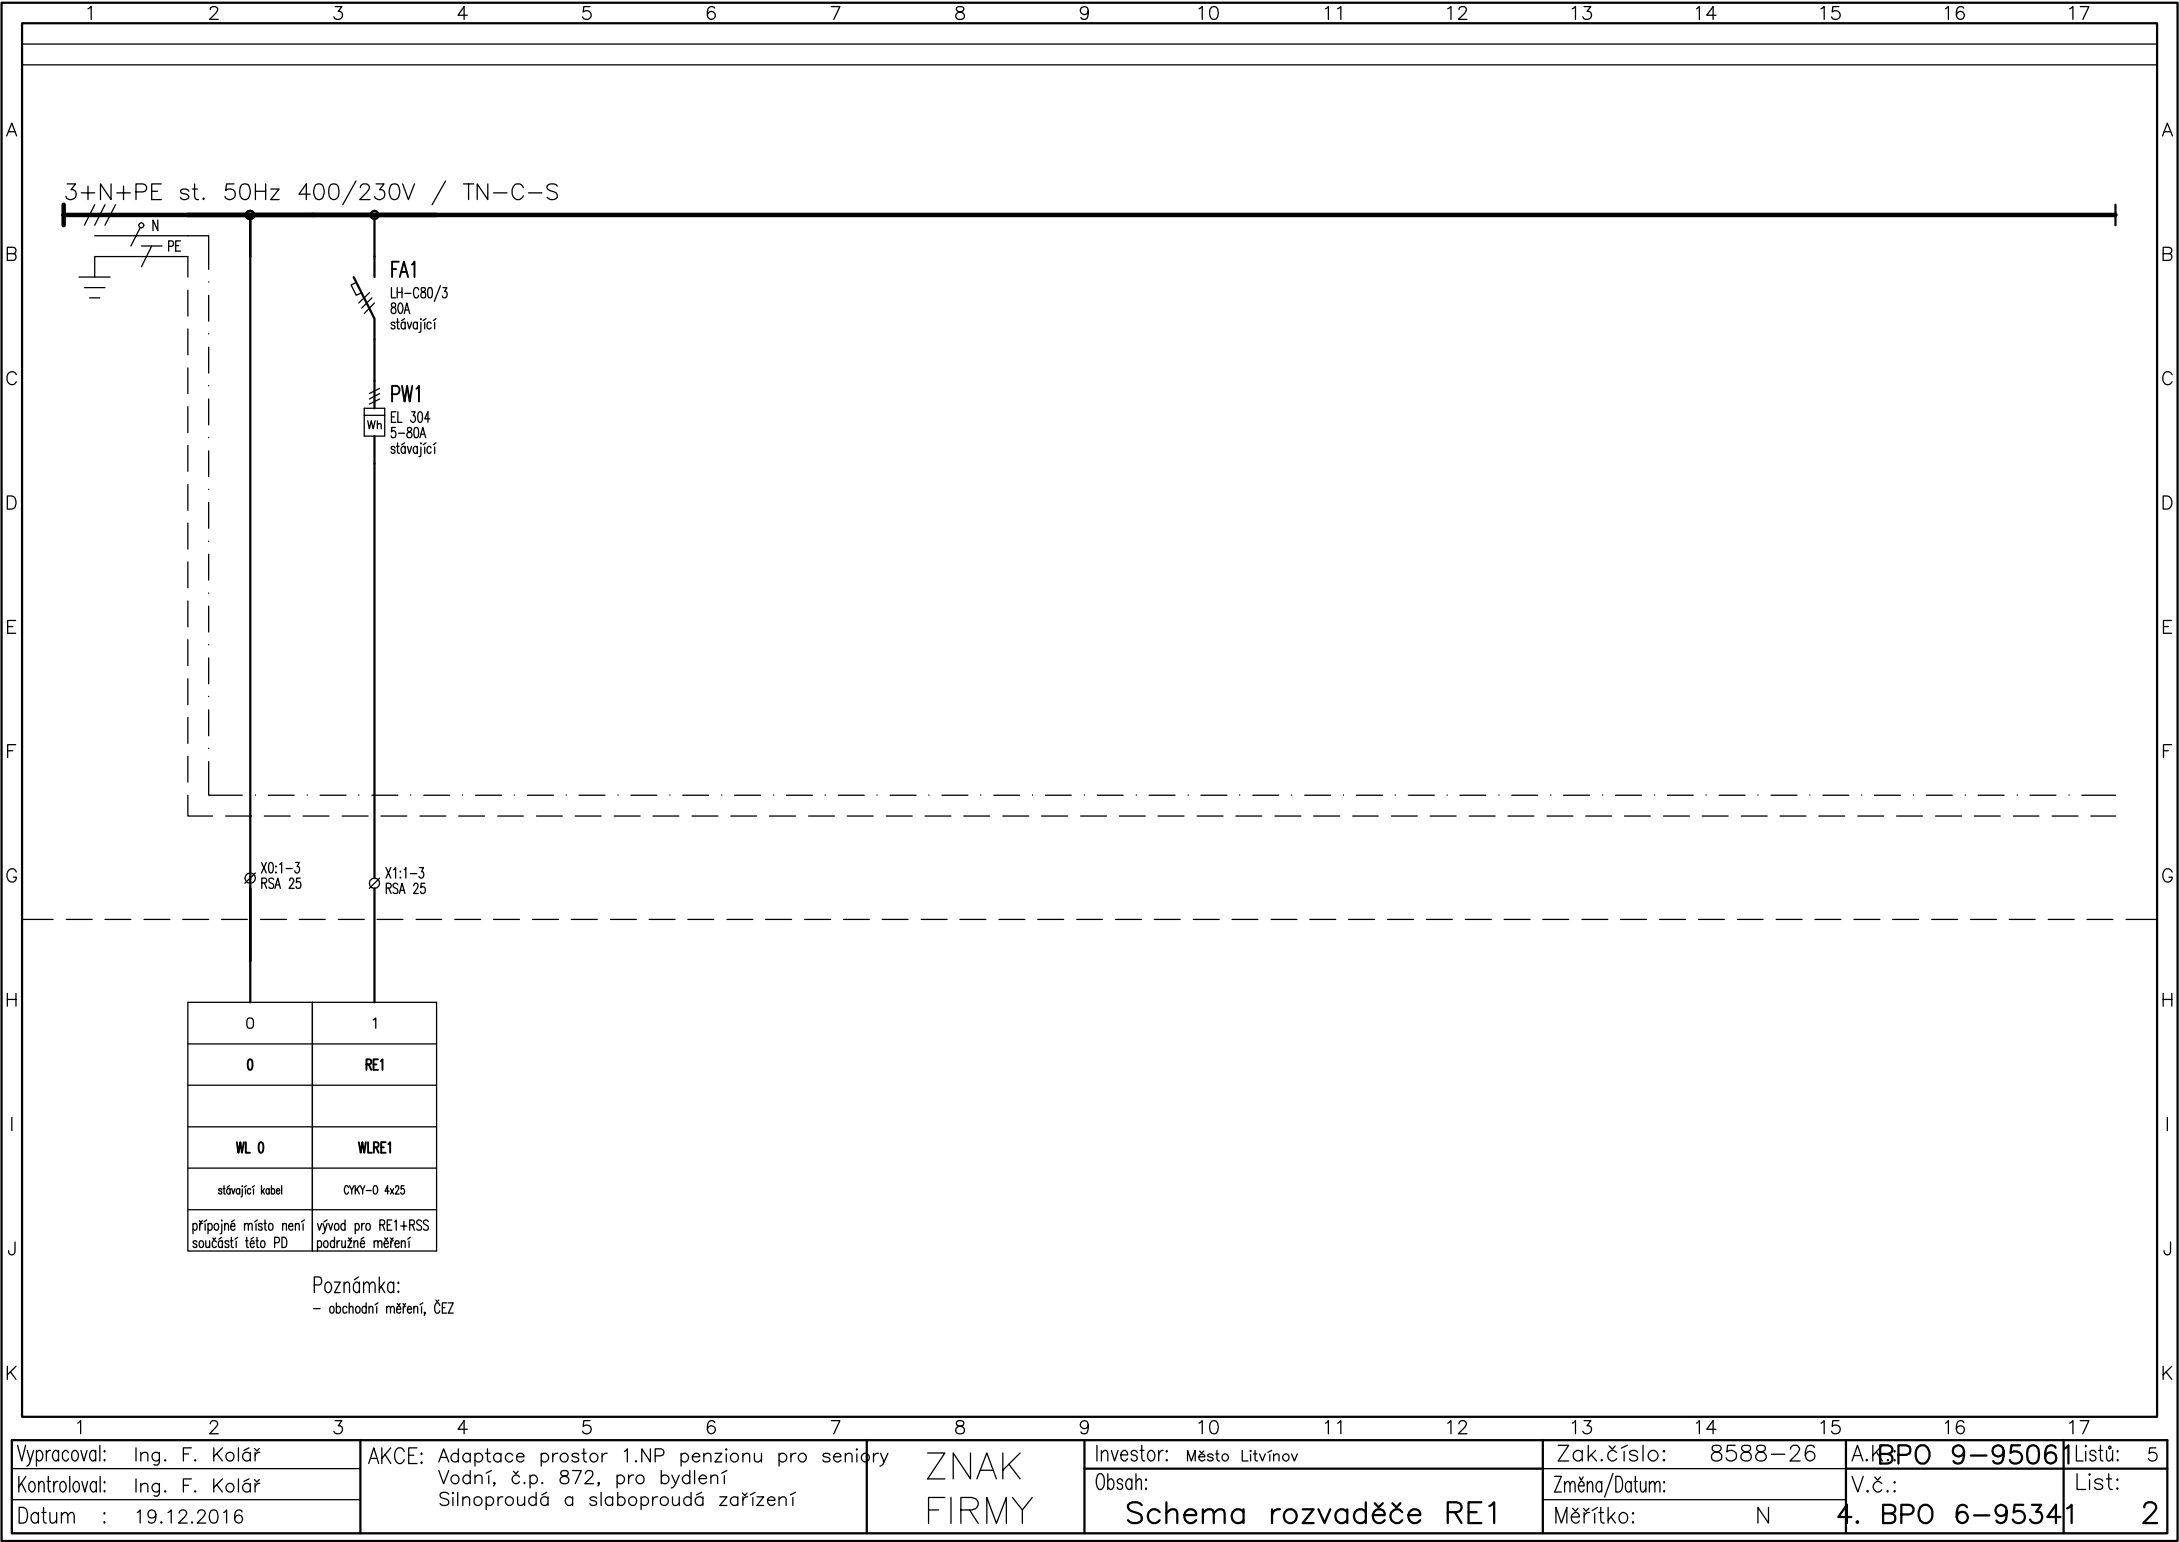 1 2 3 4 5 6 7 8 9 10 11 12 13 14 15 16 17
A A
3+N+PE st. 50Hz 400/230V / TN-C-S
N
PE
B B
FA1
LH-C80/3
80A
stávající
C C
PW1
EL 304
5-80A
stávající
Wh
D D
E E
F F
G G
X0:1-3
RSA 25
X1:1-3
RSA 25
H H
0 1
0 RE1
I I
WL 0 WLRE1
stávající kabel CYKY-O 4x25
přípojné místo není
součástí této PD
vývod pro RE1+RSS
podružné měření
J J
Poznámka:
- obchodní měření, ČEZ
K K
1 2 3 4 5 6 7 8 9 10 11 12 13 14 15 16 17
Vypracoval: Ing. F. Kolář
Kontroloval: Ing. F. Kolář
Datum : 19.12.2016
AKCE: Adaptace prostor 1.NP penzionu pro seniory
Vodní, č.p. 872, pro bydlení
Silnoproudá a slaboproudá zařízení
ZNAK
FIRMY
Investor: Město Litvínov
Obsah:
Schema rozvaděče RE1
Zak.číslo: 8588-26
Změna/Datum:
Měřítko: N
A.K.: BPO 9-95061
V.č.:
4. BPO 6-95341
Listů: 5
List:
2